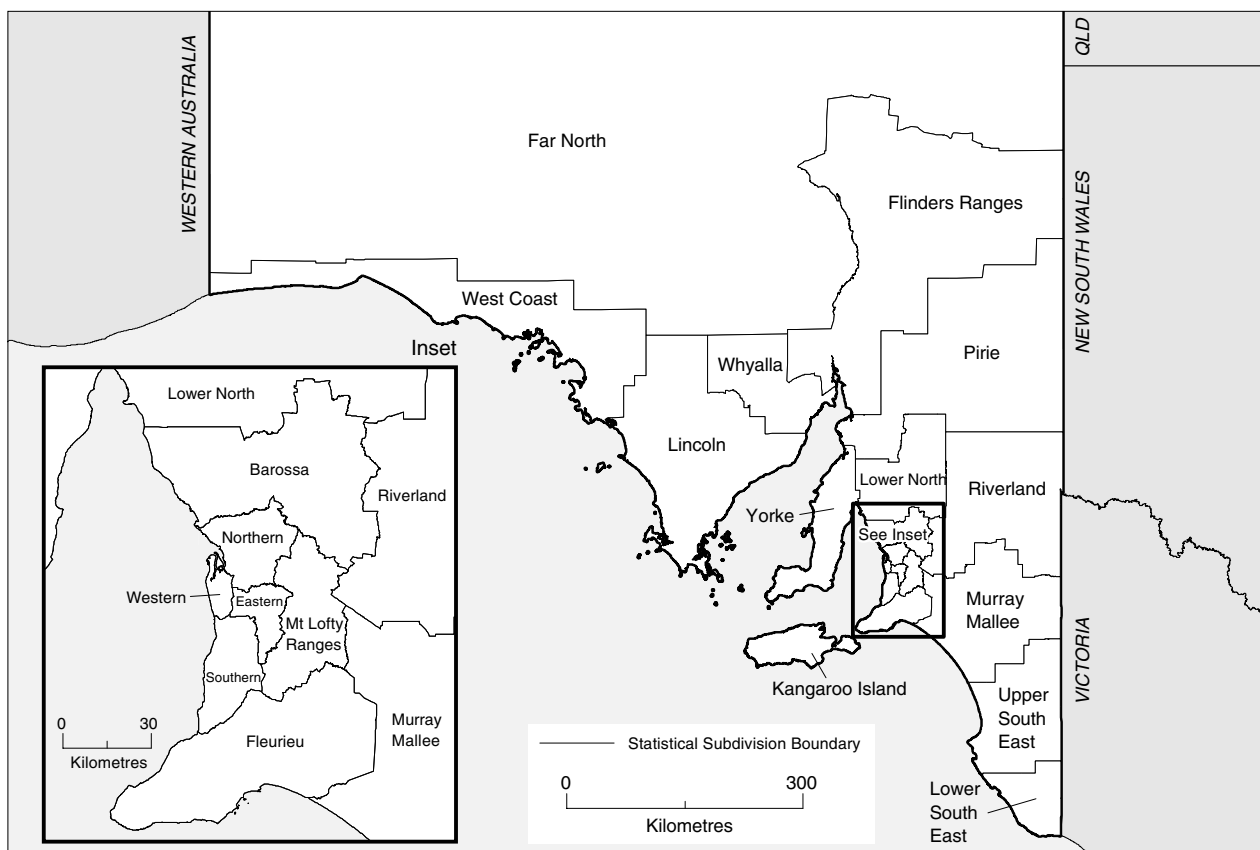 QLD
WESTERN AUSTRALIA
Far North
NEW SOUTH WALES
Flinders Ranges
West Coast
Inset
Whyalla
Pirie
Lower North
Lincoln
Barossa
Riverland
Lower North
Riverland
Yorke
See Inset
Northern
Western
Eastern
Mt Lofty
Ranges
Murray
Mallee
VICTORIA
Southern
Kangaroo Island
Upper
South
East
0 30
Kilometres
Fleurieu
Murray
Mallee
Statistical Subdivision Boundary
0 300
Kilometres
Lower
South
East